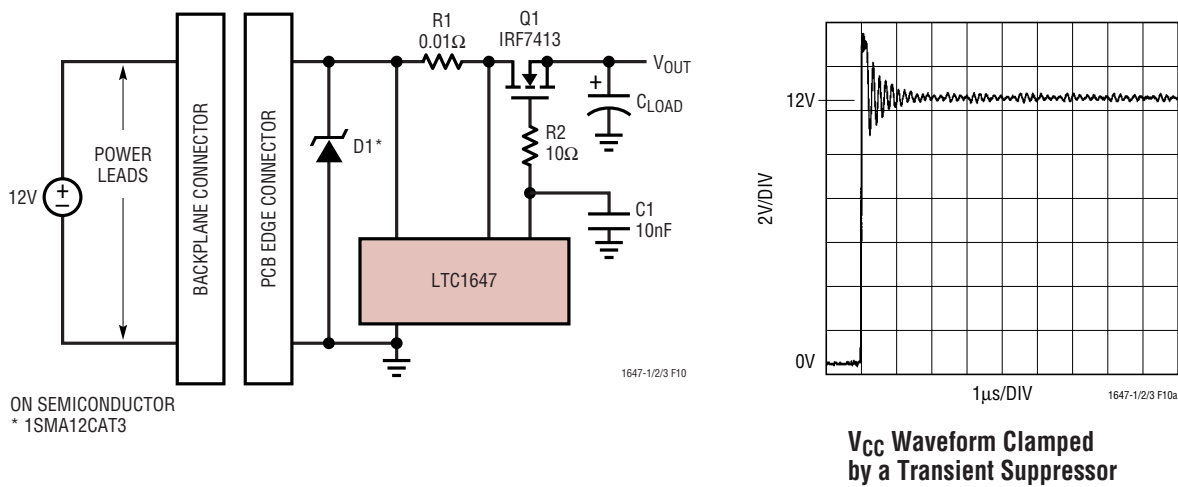 12V
POWER
LEADS
BACKPLANE CONNECTOR
PCB EDGE CONNECTOR
D1*
R1
0.01Ω
Q1
IRF7413
VOUT
+
CLOAD
R2
10Ω
C1
10nF
LTC1647
1647-1/2/3 F10
ON SEMICONDUCTOR
* 1SMA12CAT3
12V
2V/DIV
0V
1µs/DIV
1647-1/2/3 F10a
VCC Waveform Clamped
by a Transient Suppressor